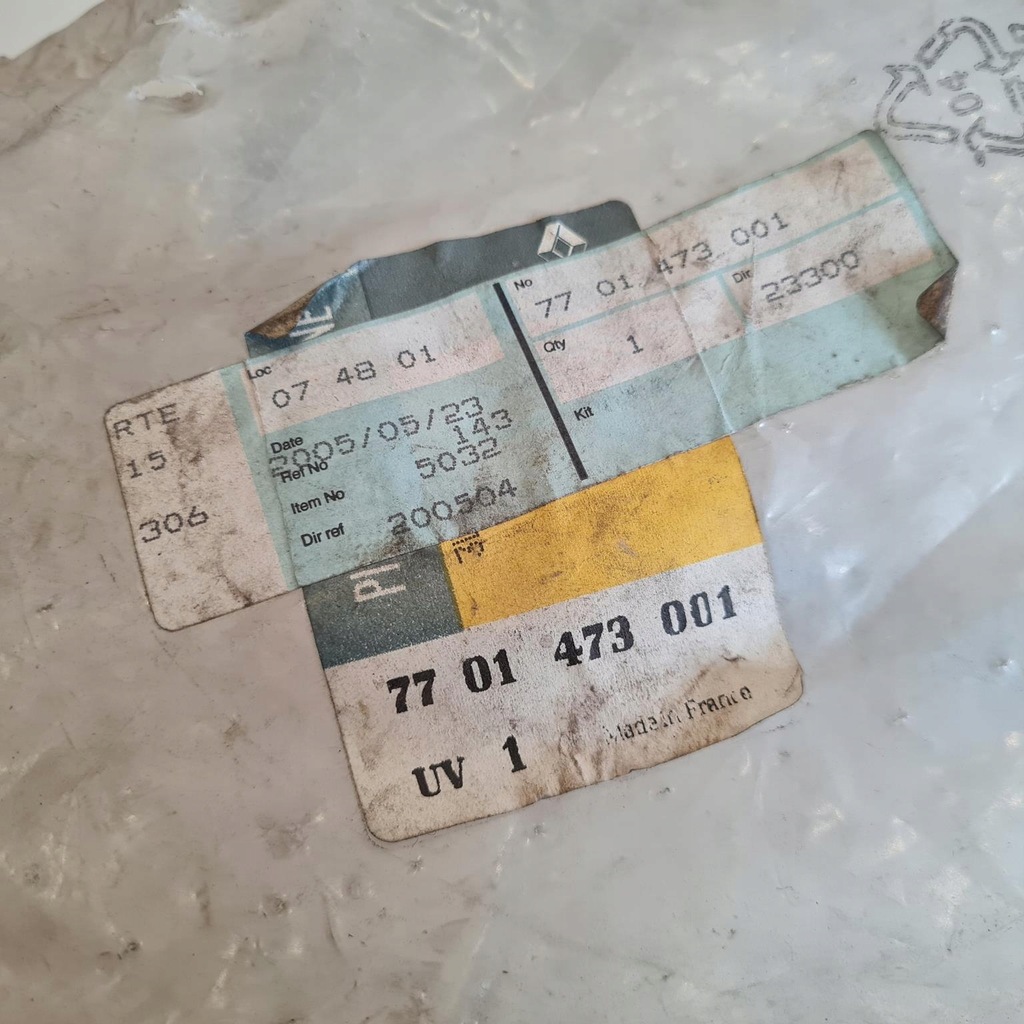 RTE
15
306
Loc
07 48 01
Date
2005/05/23
143
Ref No
5032
Item No
Dir ref
200504
No
77 01 473 001
Qty
1
Dir
23300
Kit
77 01 473 001
UV 1
Made in France